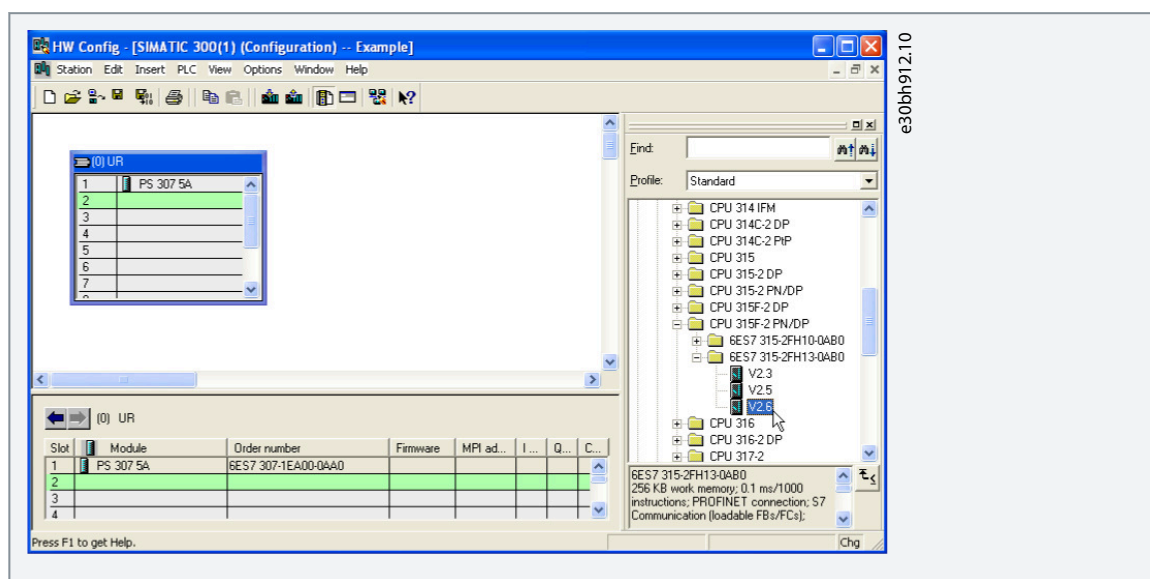 HW Config - [SIMATIC 300(1) (Configuration) -- Example]
Station Edit Insert PLC View Options Window Help
(0) UR
1 PS 307 5A
2
3
4
5
6
7
Find:
Profile: Standard
CPU 314 IFM
CPU 314C-2 DP
CPU 314C-2 PtP
CPU 315
CPU 315-2 DP
CPU 315-2 PN/DP
CPU 315F-2 DP
CPU 315F-2 PN/DP
6ES7 315-2FH10-0AB0
6ES7 315-2FH13-0AB0
V2.3
V2.5
V2.6
CPU 316
CPU 316-2 DP
CPU 317-2
6ES7 315-2FH13-0AB0
256 KB work memory; 0.1 ms/1000
instructions; PROFINET connection; S7
Communication (loadable FBs/FCs);
(0) UR
Slot Module Order number Firmware MPI ad... I ... Q... C...
1 PS 307 5A 6ES7 307-1EA00-0AA0
2
3
4
Press F1 to get Help.
Chg
e30bh912.10